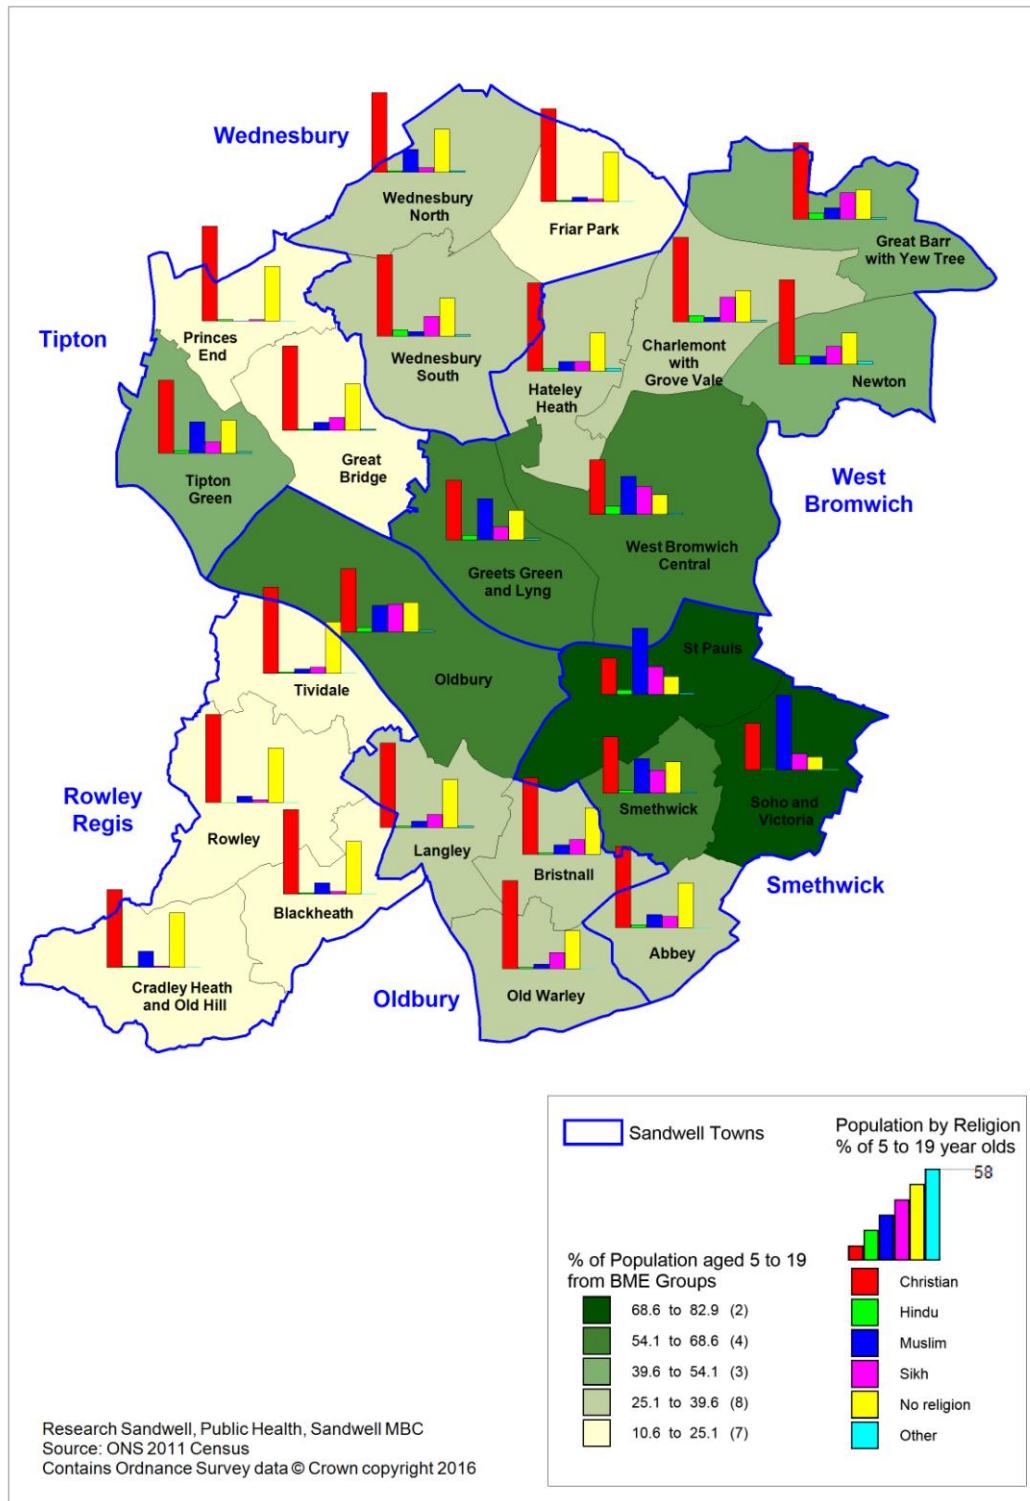 Wednesbury
Wednesbury
North
Friar Park
Great Barr
with Yew Tree
Tipton
Princes
End
Wednesbury
South
Hateley
Heath
Charlemont
with
Grove Vale
Newton
Tipton
Green
Great
Bridge
West
Bromwich
Greets Green
and Lyng
West Bromwich
Central
St Pauls
Tividale
Oldbury
Rowley
Regis
Rowley
Smethwick
Soho and
Victoria
Langley
Bristnall
Smethwick
Blackheath
Abbey
Cradley Heath
and Old Hill
Oldbury
Old Warley
Sandwell Towns
Population by Religion
% of 5 to 19 year olds
58
% of Population aged 5 to 19
from BME Groups
68.6 to 82.9 (2)
54.1 to 68.6 (4)
39.6 to 54.1 (3)
25.1 to 39.6 (8)
10.6 to 25.1 (7)
Christian
Hindu
Muslim
Sikh
No religion
Other
Research Sandwell, Public Health, Sandwell MBC
Source: ONS 2011 Census
Contains Ordnance Survey data © Crown copyright 2016